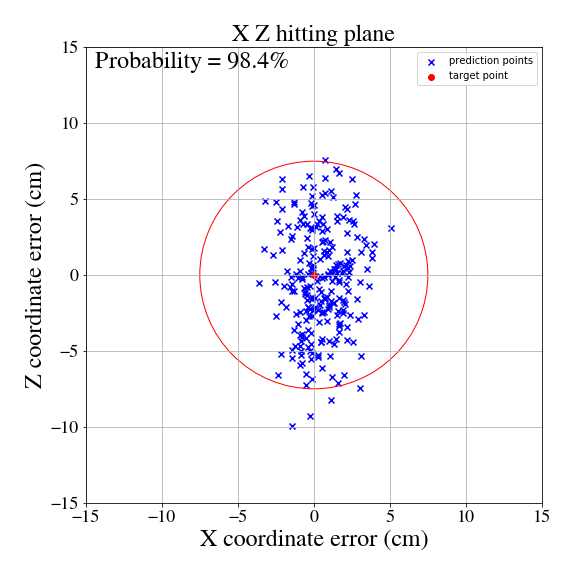 X Z hitting plane
Probability = 98.4%
prediction points
target point
15
10
5
0
−5
−10
−15
Z coordinate error (cm)
−15 −10 −5 0 5 10 15
X coordinate error (cm)